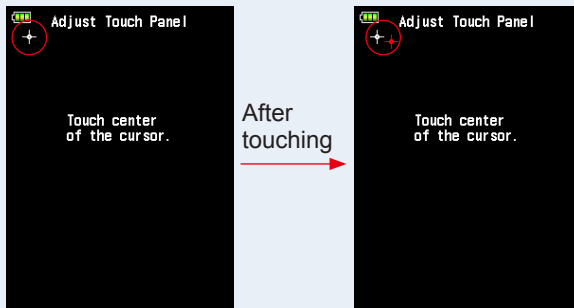 Adjust Touch Panel
Touch center
of the cursor.
After
touching
Adjust Touch Panel
Touch center
of the cursor.